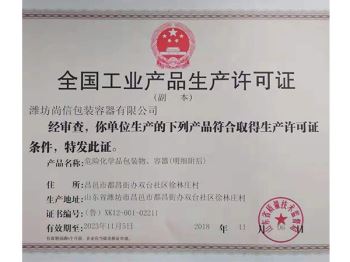 全国工业产品生产许可证
(副 本)
潍坊尚信包装容器有限公司
经审查，你单位生产的下列产品符合取得生产许可证
条件，特发此证。
产品名称:危险化学品包装物、容器(明细附后)
住 所:昌邑市都昌街办双台社区徐林庄村
生产地址:山东省潍坊市昌邑市都昌街办双台社区徐林庄村
证书编号:(鲁) XK12-001-02211
有效期至:2023年11月5日
2018 年 11